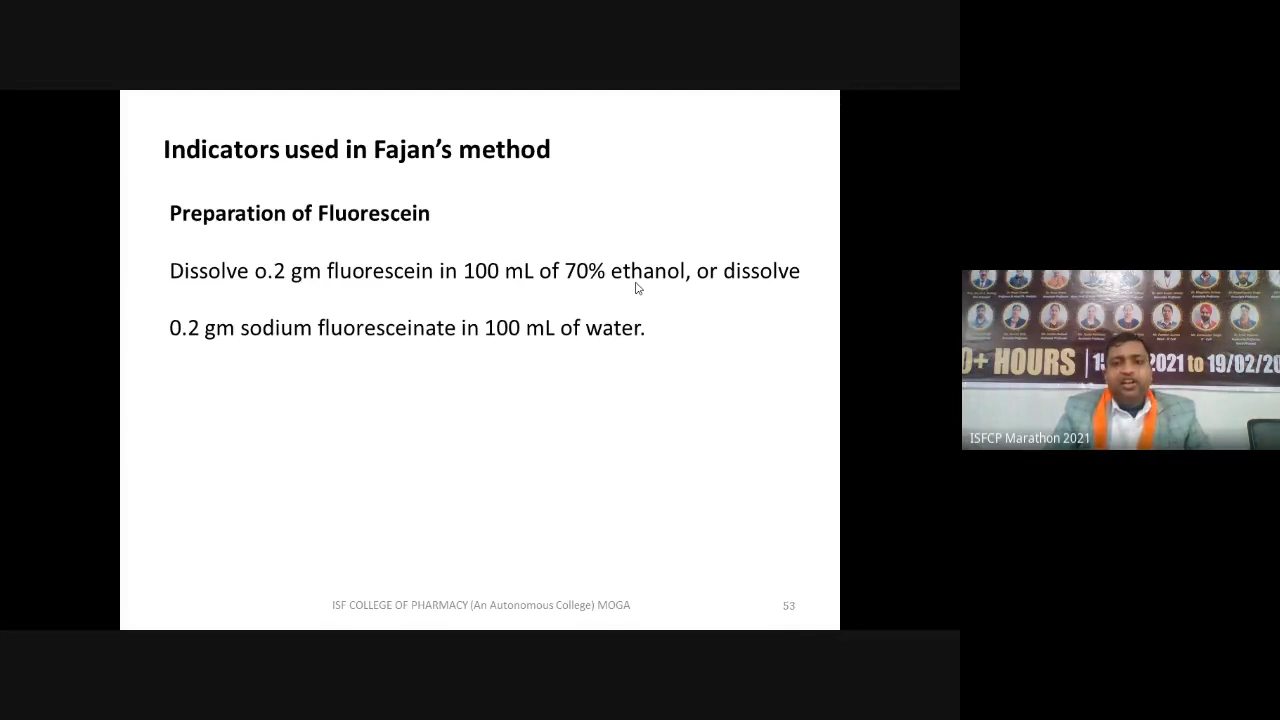 Indicators used in Fajan’s method
Preparation of Fluorescein
Dissolve o.2 gm fluorescein in 100 mL of 70% ethanol, or dissolve
0.2 gm sodium fluoresceinate in 100 mL of water.
ISF COLLEGE OF PHARMACY (An Autonomous College) MOGA
53
0+ HOURS
2021 to 19/02/20
ISFCP Marathon 2021